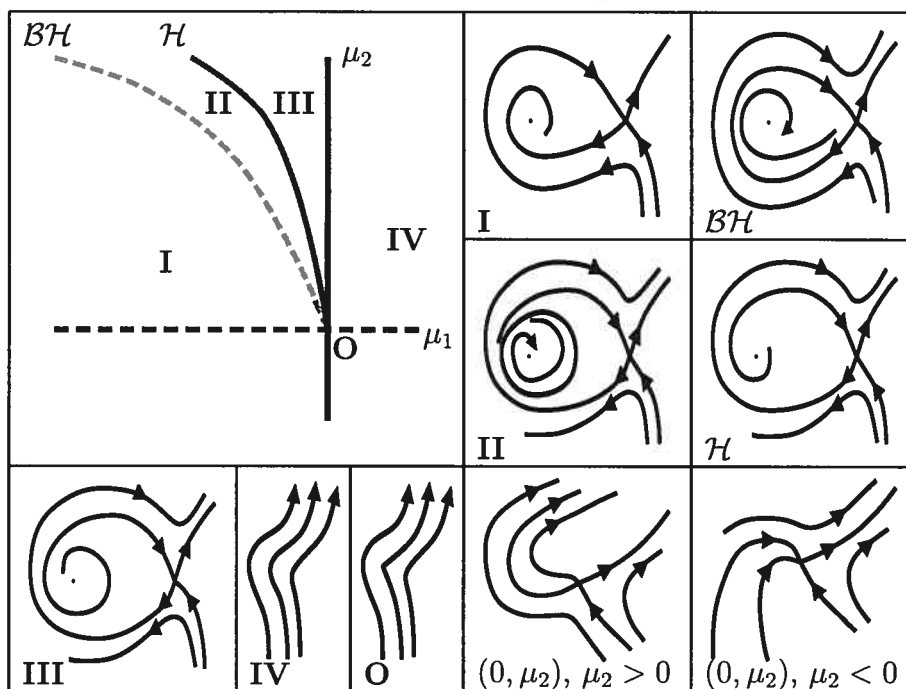 ℬℋ ℋ μ₂
II III
I IV
μ₁
O
I
ℬℋ
II
ℋ
III
IV
O
(0, μ₂), μ₂ > 0
(0, μ₂), μ₂ < 0